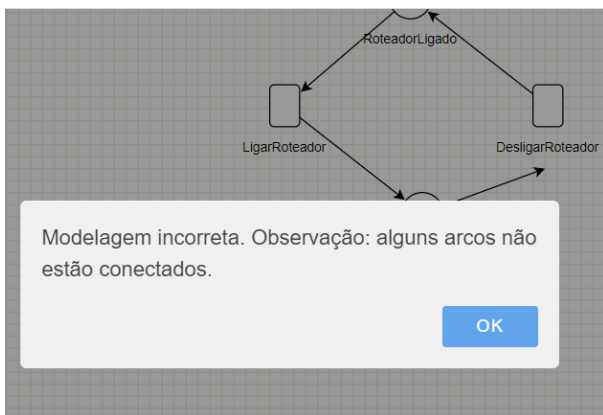 RoteadorLigado
LigarRoteador
DesligarRoteador
Modelagem incorreta. Observação: alguns arcos não
estão conectados.
OK